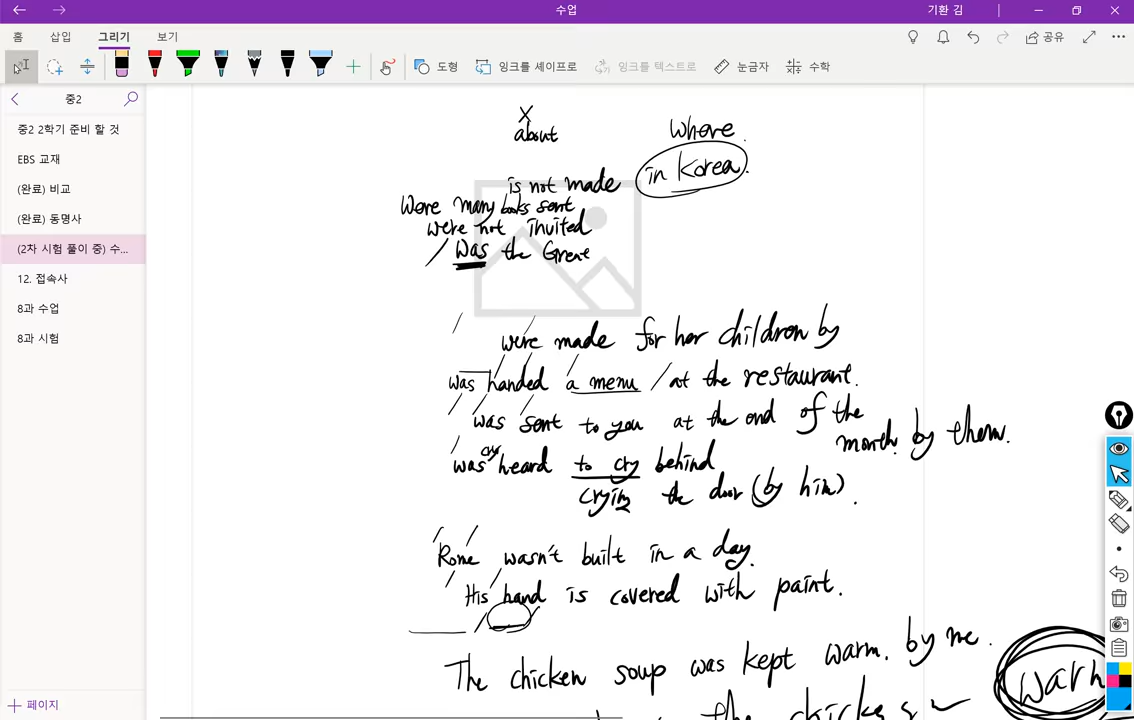 수업
기환 김
홈 삽입 그리기 보기
공유
도형 잉크를 셰이프로 잉크를 텍스트로 눈금자 수학
중2
중2 2학기 준비 할 것
EBS 교재
(완료) 비교
(완료) 동명사
(2차 시험 풀이 중) 수...
12. 접속사
8과 수업
8과 시험
페이지
X
about where
is not made in Korea.
Were many books sent
were not invited
Was the Great
were made for her children by
was handed a menu / at the restaurant.
was sent to you at the end of the
month by them.
was heard to cry behind
crying the door (by him).
Rome wasn't built in a day.
His hand is covered with paint.
The chicken soup was kept warm. by me.
warm
the